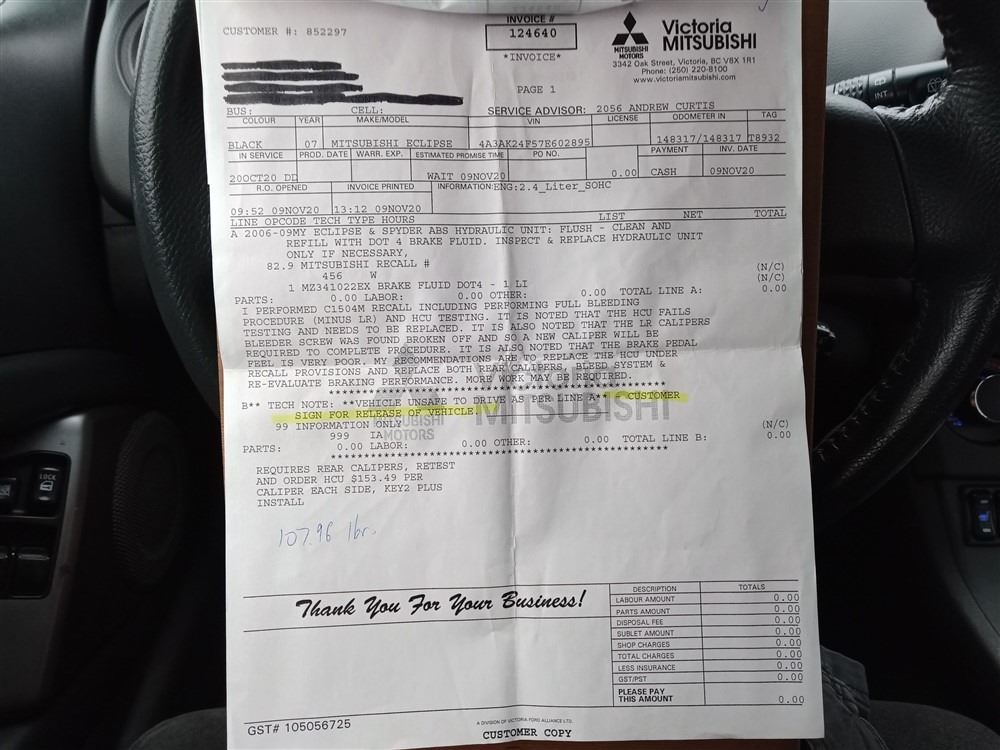 CUSTOMER #: 852297
INVOICE #
124640
*INVOICE*
MITSUBISHI MOTORS
Victoria MITSUBISHI
3342 Oak Street, Victoria, BC V8X 1R1
Phone: (250) 220-8100
www.victoriamitsubishi.com
PAGE 1
BUS: CELL: SERVICE ADVISOR: 2056 ANDREW CURTIS
COLOUR YEAR MAKE/MODEL VIN LICENSE ODOMETER IN TAG
BLACK 07 MITSUBISHI ECLIPSE 4A3AK24F57E602895 148317/148317 T8932
IN SERVICE PROD. DATE WARR. EXP. ESTIMATED PROMISE TIME PO NO. PAYMENT INV. DATE
20OCT20 DD WAIT 09NOV20 0.00 CASH 09NOV20
R.O. OPENED INVOICE PRINTED INFORMATION:ENG:2.4_Liter_SOHC
09:52 09NOV20 13:12 09NOV20
LINE OPCODE TECH TYPE HOURS LIST NET TOTAL
A 2006-09MY ECLIPSE & SPYDER ABS HYDRAULIC UNIT: FLUSH - CLEAN AND
REFILL WITH DOT 4 BRAKE FLUID. INSPECT & REPLACE HYDRAULIC UNIT
ONLY IF NECESSARY,
82.9 MITSUBISHI RECALL # (N/C)
456 W (N/C)
1 MZ341022EX BRAKE FLUID DOT4 - 1 LI
PARTS: 0.00 LABOR: 0.00 OTHER: 0.00 TOTAL LINE A: 0.00
I PERFORMED C1504M RECALL INCLUDING PERFORMING FULL BLEEDING
PROCEDURE (MINUS LR) AND HCU TESTING. IT IS NOTED THAT THE HCU FAILS
TESTING AND NEEDS TO BE REPLACED. IT IS ALSO NOTED THAT THE LR CALIPERS
BLEEDER SCREW WAS FOUND BROKEN OFF AND SO A NEW CALIPER WILL BE
REQUIRED TO COMPLETE PROCEDURE. IT IS ALSO NOTED THAT THE BRAKE PEDAL
FEEL IS VERY POOR. MY RECOMMENDATIONS ARE TO REPLACE THE HCU UNDER
RECALL PROVISIONS AND REPLACE BOTH REAR CALIPERS, BLEED SYSTEM &
RE-EVALUATE BRAKING PERFORMANCE. MORE WORK MAY BE REQUIRED.
****************************************************
B** TECH NOTE: **VEHICLE UNSAFE TO DRIVE AS PER LINE A** - CUSTOMER
SIGN FOR RELEASE OF VEHICLE.
99 INFORMATION ONLY
999 IA (N/C)
MITSUBISHI MOTORS
MITSUBISHI
PARTS: 0.00 LABOR: 0.00 OTHER: 0.00 TOTAL LINE B: 0.00
****************************************************
REQUIRES REAR CALIPERS, RETEST
AND ORDER HCU $153.49 PER
CALIPER EACH SIDE, KEY2 PLUS
INSTALL
107.96 1hr.
Thank You For Your Business!
DESCRIPTION TOTALS
LABOUR AMOUNT 0.00
PARTS AMOUNT 0.00
DISPOSAL FEE 0.00
SUBLET AMOUNT 0.00
SHOP CHARGES 0.00
TOTAL CHARGES 0.00
LESS INSURANCE 0.00
GST/PST 0.00
PLEASE PAY THIS AMOUNT 0.00
GST# 105056725
A DIVISION OF VICTORIA FORD ALLIANCE LTD.
CUSTOMER COPY
LOCK
INT